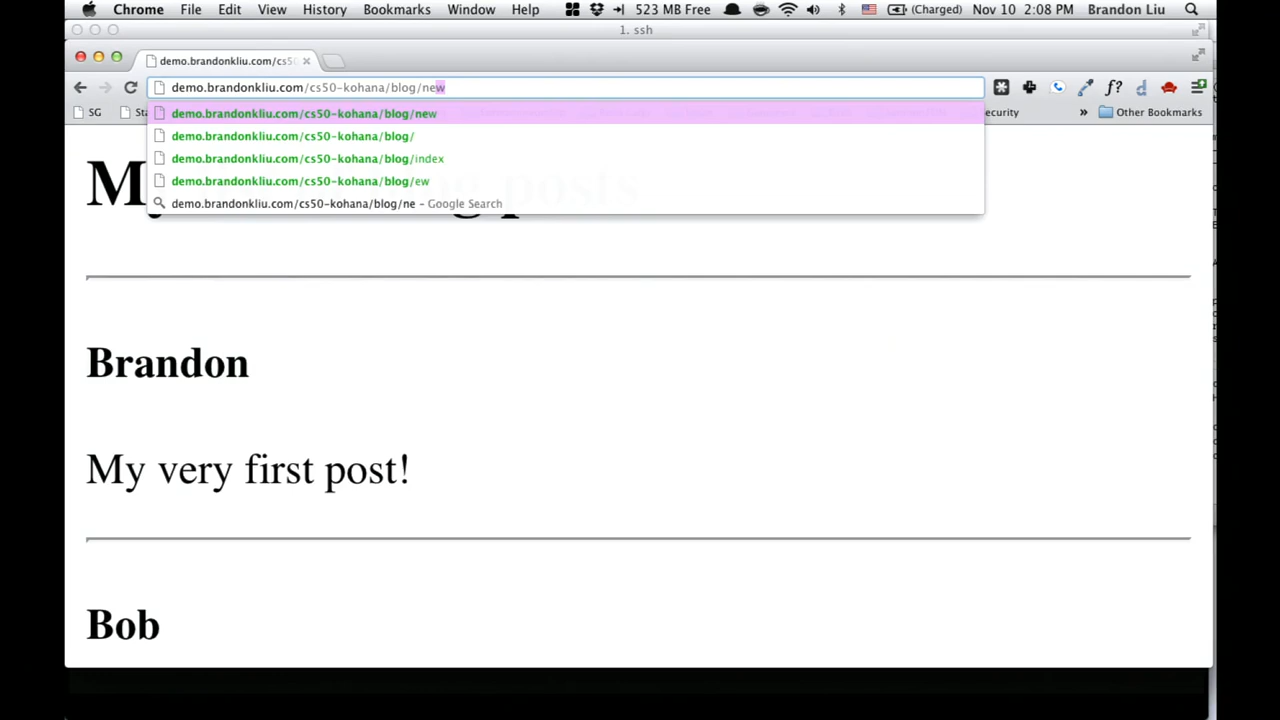 Chrome File Edit View History Bookmarks Window Help 523 MB Free (Charged) Nov 10 2:08 PM Brandon Liu
1. ssh
demo.brandonkliu.com/cs50
demo.brandonkliu.com/cs50-kohana/blog/new
SG
ecurity » Other Bookmarks
demo.brandonkliu.com/cs50-kohana/blog/new
demo.brandonkliu.com/cs50-kohana/blog/
demo.brandonkliu.com/cs50-kohana/blog/index
demo.brandonkliu.com/cs50-kohana/blog/ew
demo.brandonkliu.com/cs50-kohana/blog/ne - Google Search
posts
Brandon
My very first post!
Bob